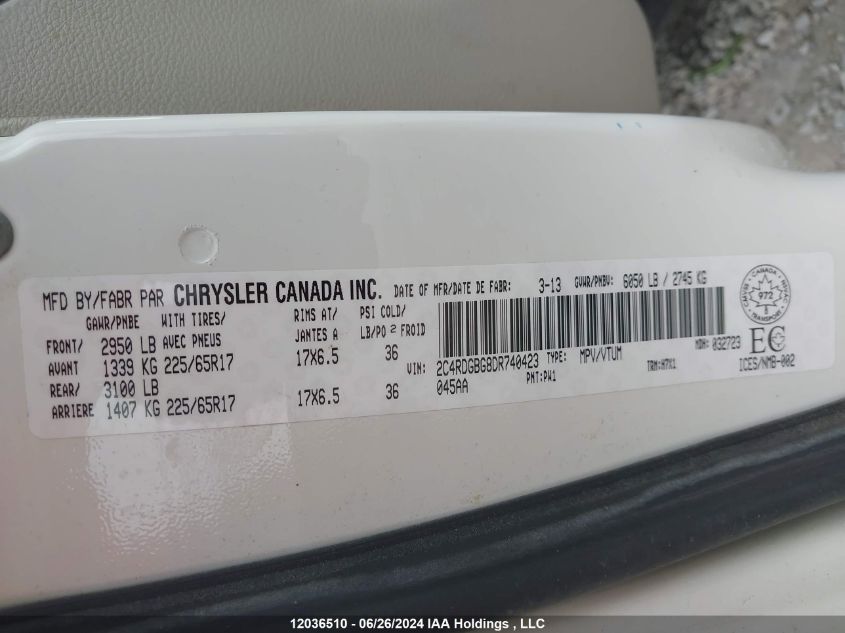 MFD BY/FABR PAR CHRYSLER CANADA INC. DATE OF MFR/DATE DE FABR: 3-13 GVWR/PNBV: 6050 LB / 2745 KG
GAWR/PNBE WITH TIRES/ RIMS AT/ PSI COLD/
AVEC PNEUS JANTES A LB/PO 2 FROID
FRONT/ 2950 LB
AVANT 1339 KG 225/65R17 17X6.5 36
REAR/ 3100 LB
ARRIERE 1407 KG 225/65R17 17X6.5 36
VIN: 2C4RDGBG8DR740423 TYPE: MPV/VTUM MDH: 032723
045AA PNT: PW1 TRM: H7X1
CANADA
972
TRANSPORT
EC
ICES/NMB-002
12036510 - 06/26/2024 IAA Holdings , LLC